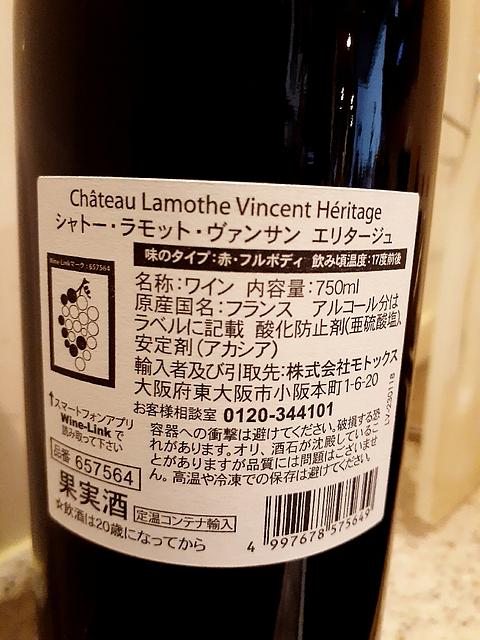 Château Lamothe Vincent Héritage
シャトー・ラモット・ヴァンサン エリタージュ
味のタイプ:赤・フルボディ 飲み頃温度:17度前後
Wine-Linkマーク:657564
名称:ワイン 内容量:750ml
原産国名:フランス アルコール分は
ラベルに記載 酸化防止剤(亜硫酸塩)、
安定剤(アカシア)
輸入者及び引取先:株式会社モトックス
大阪府東大阪市小阪本町1-6-20
お客様相談室 0120-344101
↑スマートフォンアプリ
Wine-Link で
読み取って下さい
容器への衝撃は避けてください。破損する恐
れがあります。オリ、酒石が沈殿しているこ
とがありますが品質には問題はございませ
ん。高温や冷凍での保存は避けてください。
LV-230118
品番 657564
果実酒
定温コンテナ輸入
☆飲酒は20歳になってから
4 997678 575649